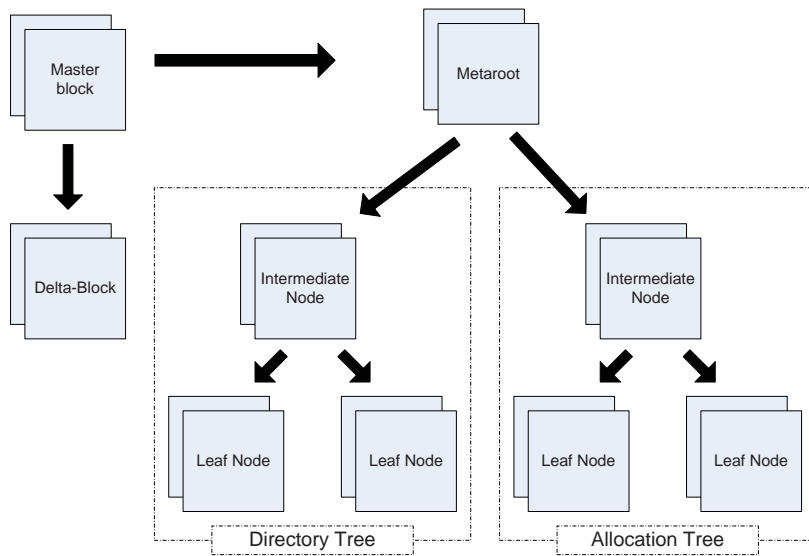 Master
block
Metaroot
Delta-Block
Intermediate
Node
Intermediate
Node
Leaf Node
Leaf Node
Leaf Node
Leaf Node
Directory Tree
Allocation Tree